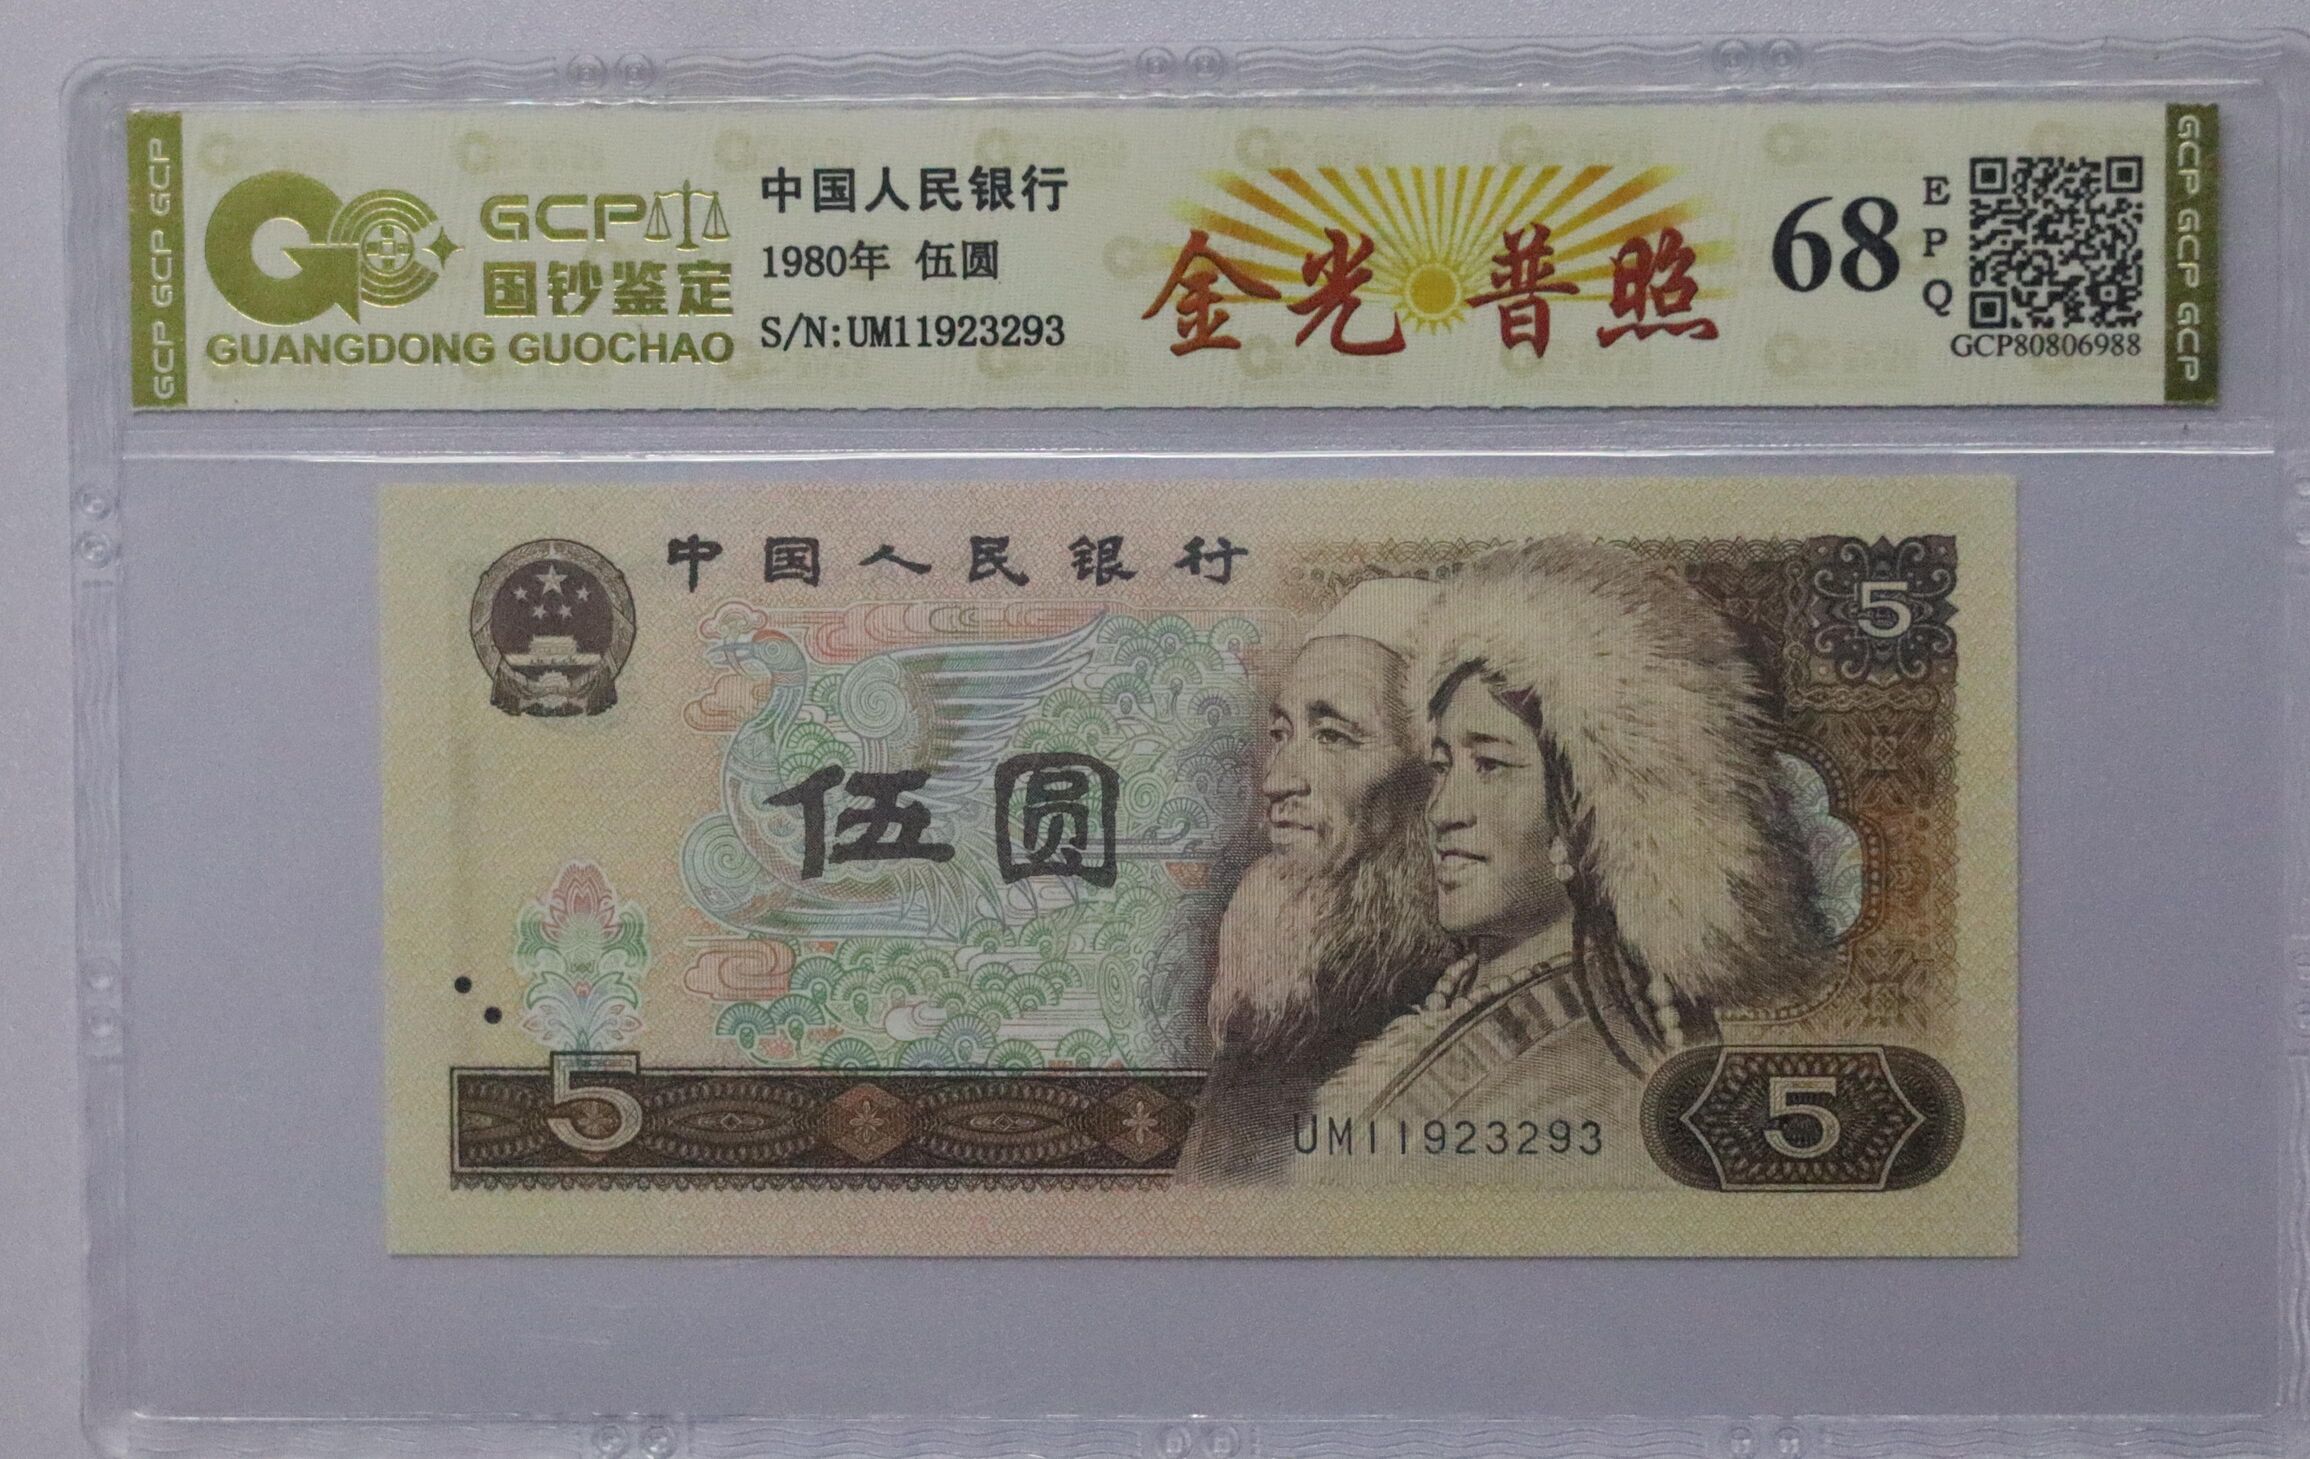 GCP GCP GCP
GCP
国钞鉴定
GUANGDONG GUOCHAO
中国人民银行
1980年 伍圆
S/N:UM11923293
金光普照
68
EPQ
GCP80806988
GCP GCP GCP
中国人民银行
5
伍圆
5
UM11923293
5